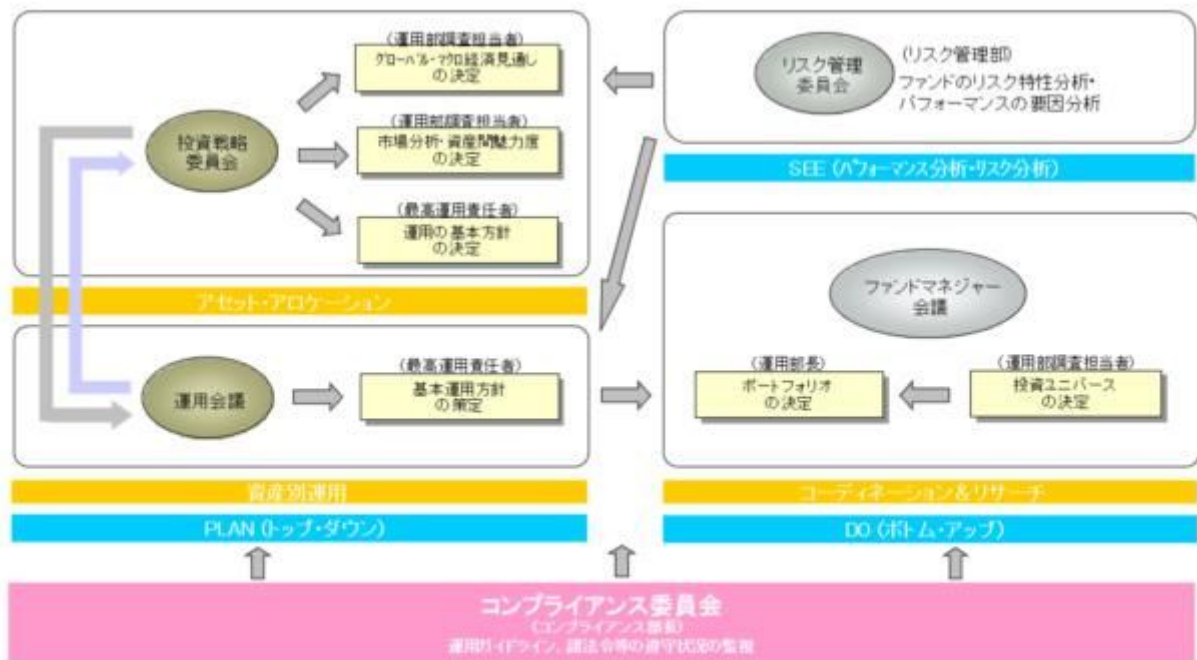 (運用部調査担当者)
グローバル・マクロ経済見通し
の決定
投資戦略
委員会
(運用部調査担当者)
市場分析・資産間魅力度
の決定
(最高運用責任者)
運用の基本方針
の決定
アセット・アロケーション
運用会議
(最高運用責任者)
基本運用方針
の策定
資産別運用
PLAN (トップ・ダウン)
リスク管理
委員会
(リスク管理部)
ファンドのリスク特性分析・
パフォーマンスの要因分析
SEE (パフォーマンス分析・リスク分析)
ファンドマネジャー
会議
(運用部長)
ポートフォリオ
の決定
(運用部調査担当者)
投資ユニバース
の決定
コーディネーション&リサーチ
DO (ボトム・アップ)
コンプライアンス委員会
(コンプライアンス部長)
運用ガイドライン、諸法令等の遵守状況の監視